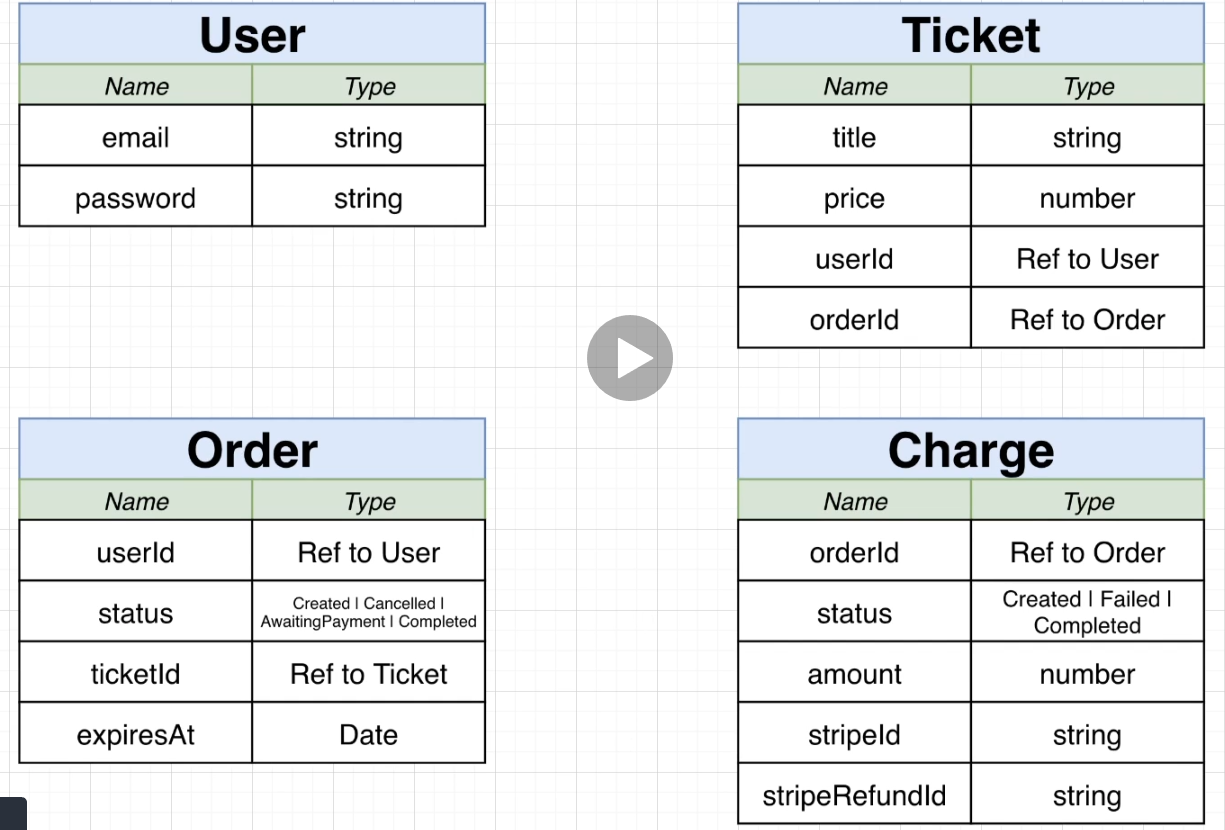 User
Name Type
email string
password string
Ticket
Name Type
title string
price number
userId Ref to User
orderId Ref to Order
Order
Name Type
userId Ref to User
status Created | Cancelled |
AwaitingPayment | Completed
ticketId Ref to Ticket
expiresAt Date
Charge
Name Type
orderId Ref to Order
status Created | Failed |
Completed
amount number
stripeId string
stripeRefundId string